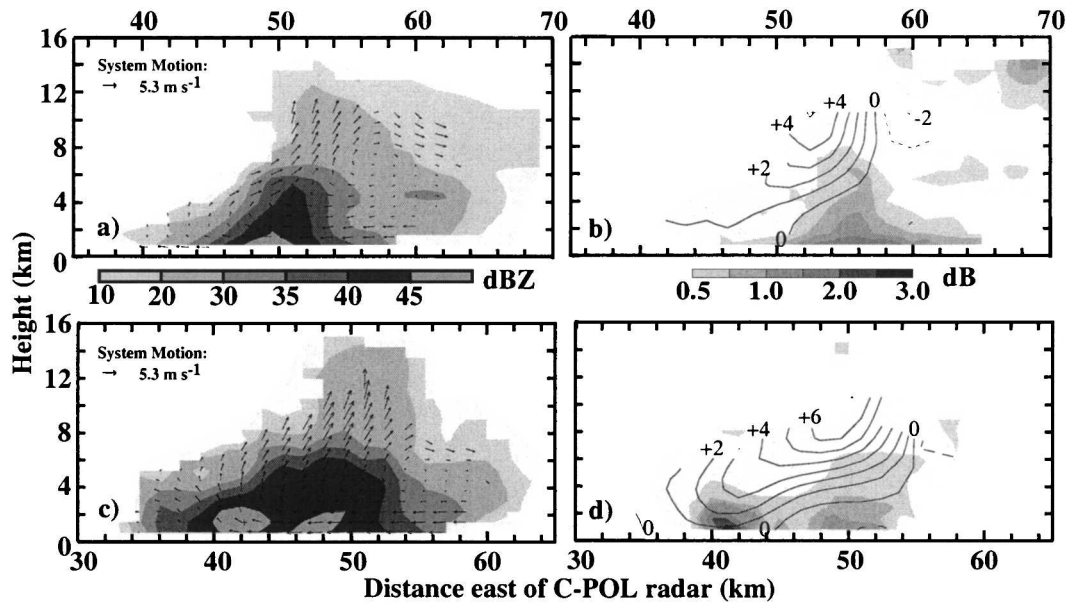 40 50 60 70 40 50 60 70
16
12
8
4
0
System Motion:
→ 5.3 m s-1
a)
+4 +4 0 -2
+2
0
b)
10 20 30 35 40 45 dBZ
0.5 1.0 2.0 3.0 dB
Height (km)
16
12
8
4
0
System Motion:
→ 5.3 m s-1
c)
+6
+2 +4 0
0 0
d)
30 40 50 60 30 40 50 60
Distance east of C-POL radar (km)